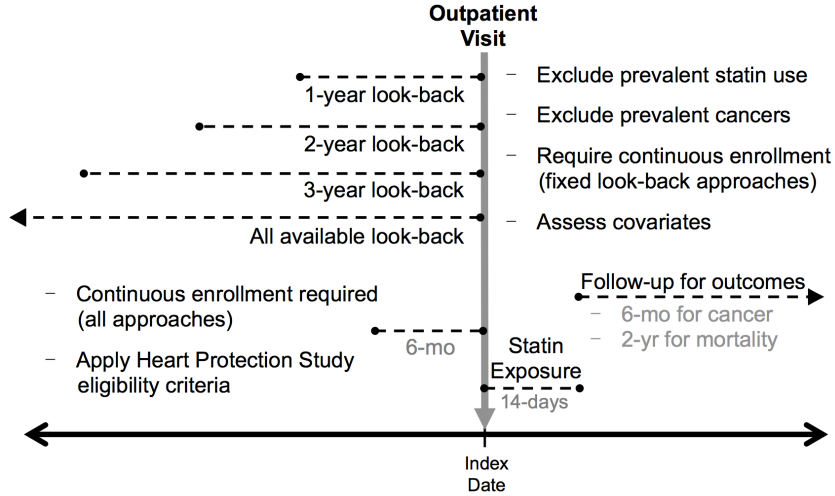 Outpatient
Visit
1-year look-back
2-year look-back
3-year look-back
All available look-back
– Exclude prevalent statin use
– Exclude prevalent cancers
– Require continuous enrollment
(fixed look-back approaches)
– Assess covariates
– Continuous enrollment required
(all approaches)
– Apply Heart Protection Study
eligibility criteria
6-mo
Statin
Exposure
14-days
Follow-up for outcomes
– 6-mo for cancer
– 2-yr for mortality
Index
Date